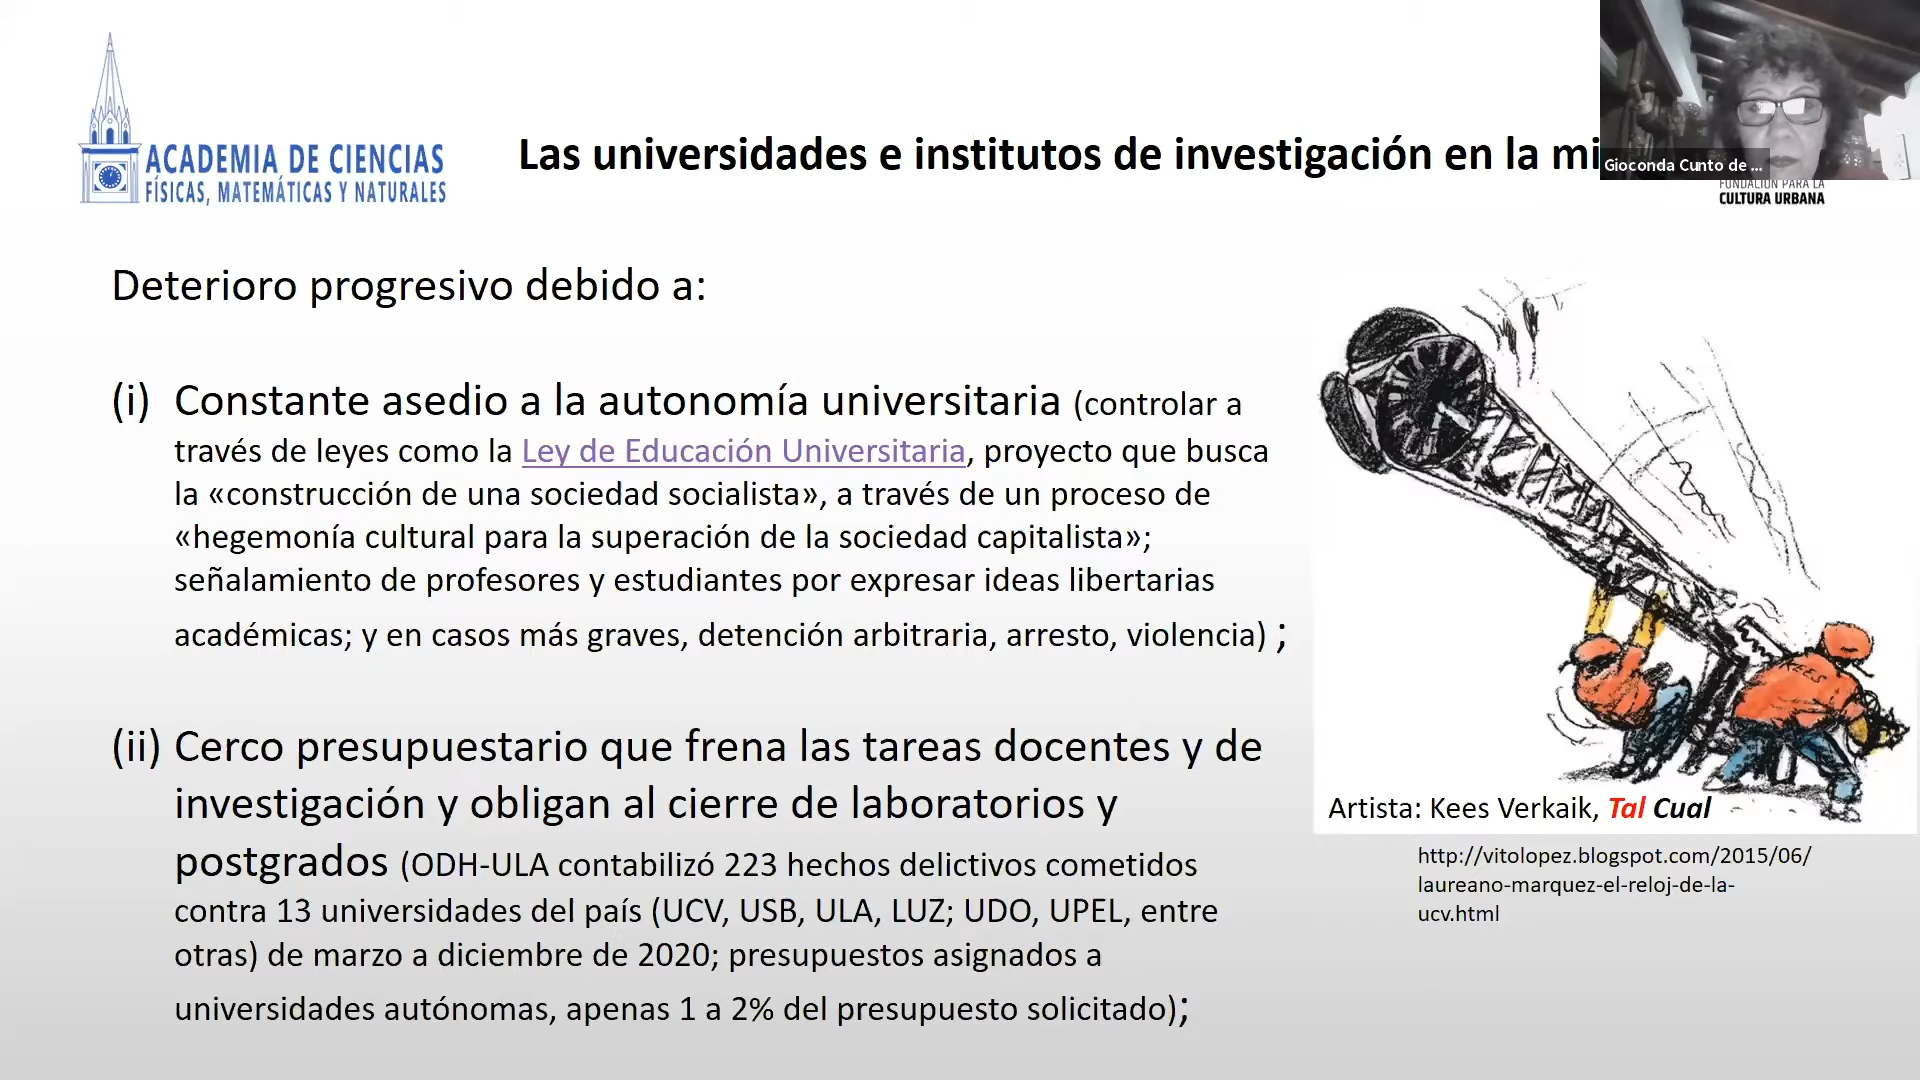 ACADEMIA DE CIENCIAS
FÍSICAS, MATEMÁTICAS Y NATURALES
Las universidades e institutos de investigación en la mi
Gioconda Cunto de ...
FUNDACIÓN PARA LA
CULTURA URBANA
Deterioro progresivo debido a:
(i) Constante asedio a la autonomía universitaria (controlar a
través de leyes como la Ley de Educación Universitaria, proyecto que busca
la «construcción de una sociedad socialista», a través de un proceso de
«hegemonía cultural para la superación de la sociedad capitalista»;
señalamiento de profesores y estudiantes por expresar ideas libertarias
académicas; y en casos más graves, detención arbitraria, arresto, violencia) ;
(ii) Cerco presupuestario que frena las tareas docentes y de
investigación y obligan al cierre de laboratorios y
postgrados (ODH-ULA contabilizó 223 hechos delictivos cometidos
contra 13 universidades del país (UCV, USB, ULA, LUZ; UDO, UPEL, entre
otras) de marzo a diciembre de 2020; presupuestos asignados a
universidades autónomas, apenas 1 a 2% del presupuesto solicitado);
Artista: Kees Verkaik, Tal Cual
http://vitolopez.blogspot.com/2015/06/
laureano-marquez-el-reloj-de-la-
ucv.html